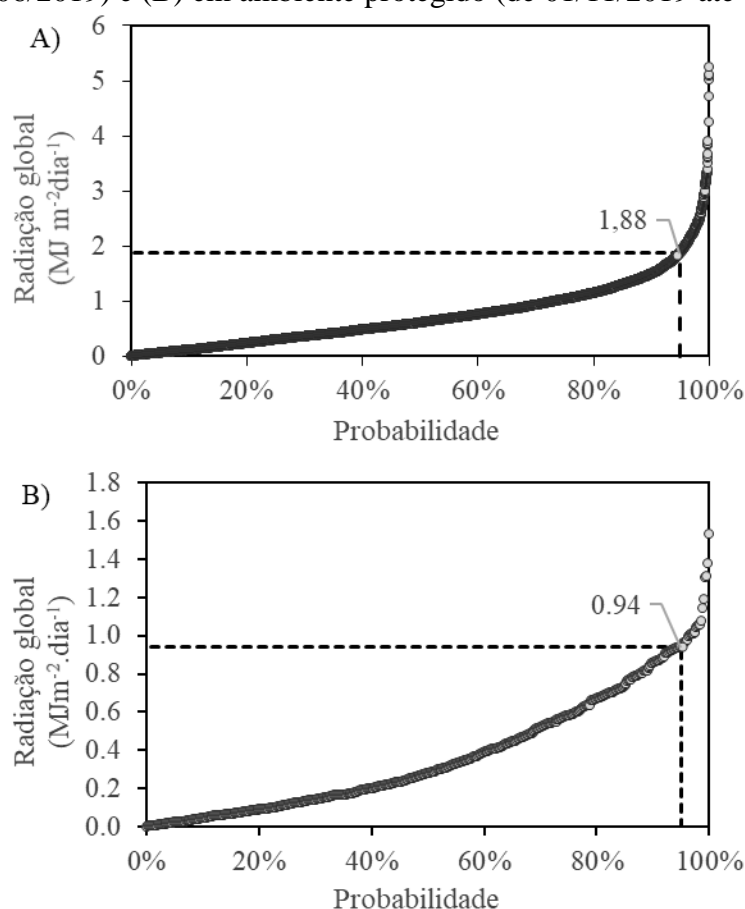 06/2019) e (B) em ambiente protegido (de 01/11/2019 até
A)
6
5
4
3
2
1
0
Radiação global
(MJ m⁻²dia⁻¹)
1,88
0% 20% 40% 60% 80% 100%
Probabilidade
B)
1.8
1.6
1.4
1.2
1.0
0.8
0.6
0.4
0.2
0.0
Radiação global
(MJm⁻².dia⁻¹)
0.94
0% 20% 40% 60% 80% 100%
Probabilidade